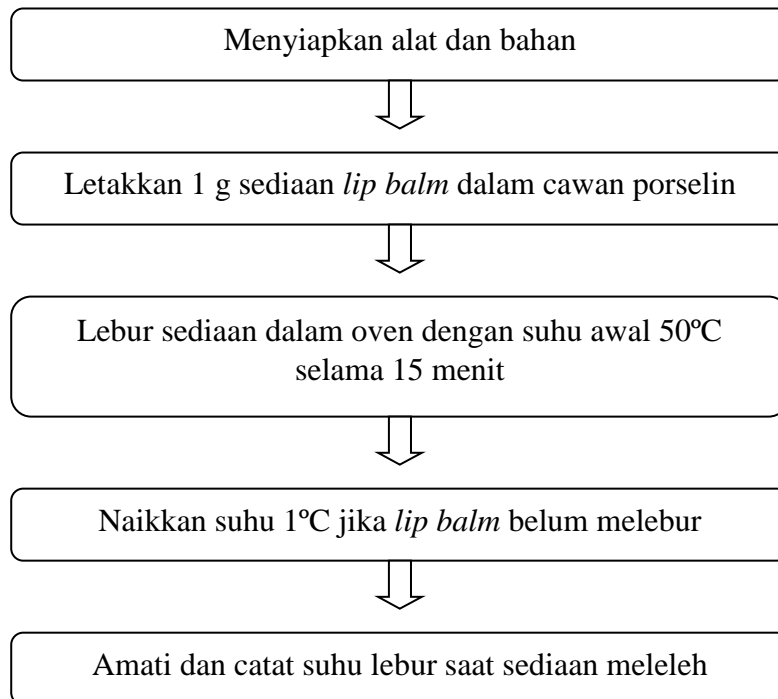 Menyiapkan alat dan bahan
Letakkan 1 g sediaan lip balm dalam cawan porselin
Lebur sediaan dalam oven dengan suhu awal 50ºC
selama 15 menit
Naikkan suhu 1ºC jika lip balm belum melebur
Amati dan catat suhu lebur saat sediaan meleleh